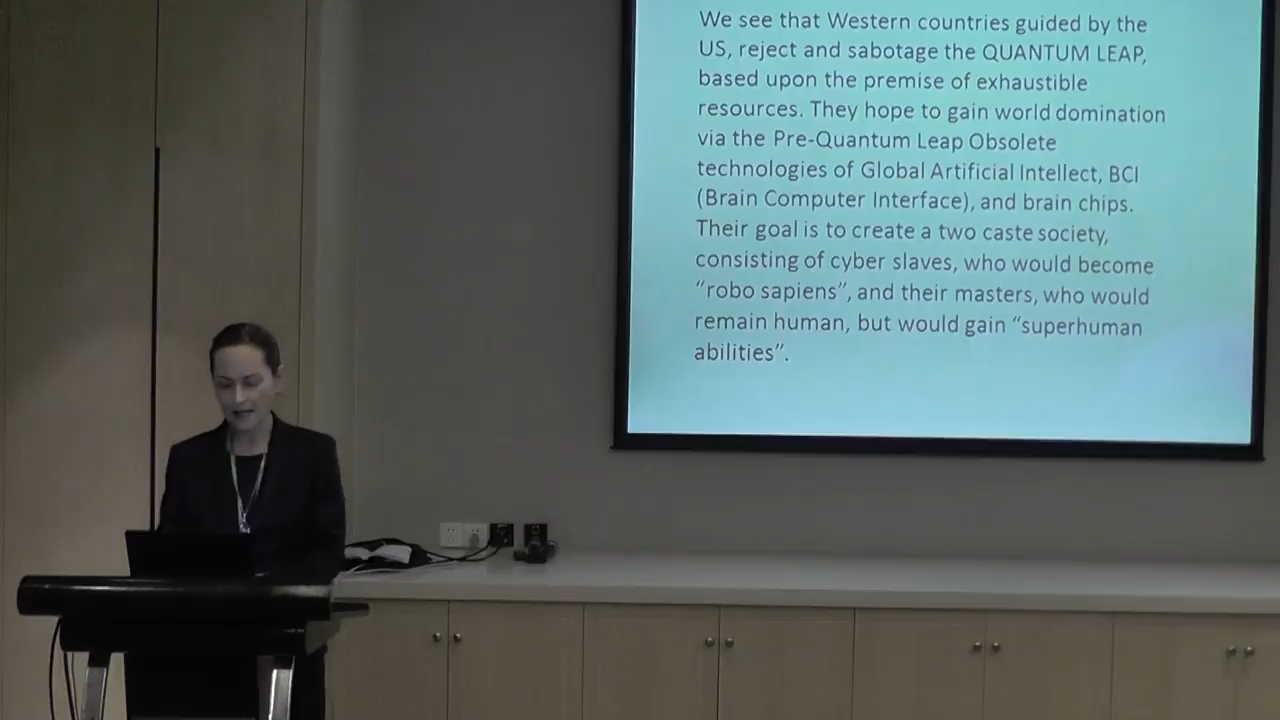 We see that Western countries guided by the
US, reject and sabotage the QUANTUM LEAP,
based upon the premise of exhaustible
resources. They hope to gain world domination
via the Pre-Quantum Leap Obsolete
technologies of Global Artificial Intellect, BCI
(Brain Computer Interface), and brain chips.
Their goal is to create a two caste society,
consisting of cyber slaves, who would become
“robo sapiens”, and their masters, who would
remain human, but would gain “superhuman
abilities”.